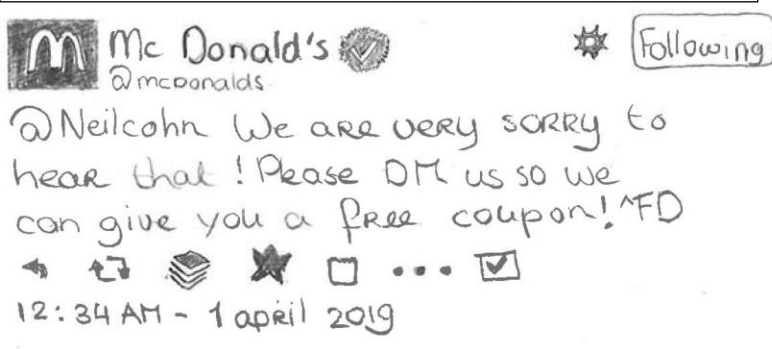 Mc Donald's
Following
@mcDonalds
@Neilcohn We are very sorry to
hear that! Please DM us so we
can give you a free coupon! ^FD
12:34 AM - 1 april 2019